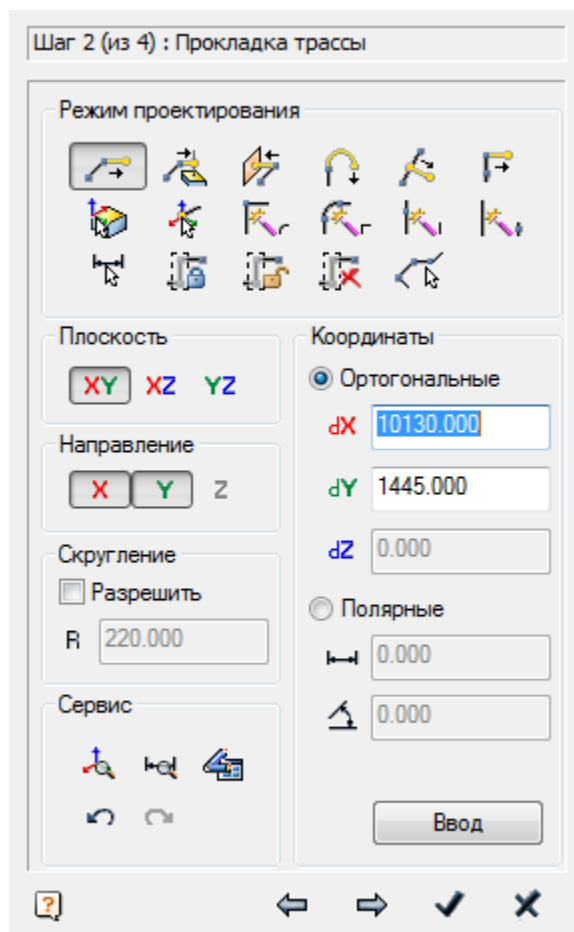 Шаг 2 (из 4) : Прокладка трассы
Режим проектирования
Плоскость
XY XZ YZ
Направление
X Y Z
Скругление
Разрешить
R 220.000
Сервис
Координаты
Ортогональные
dX 10130.000
dY 1445.000
dZ 0.000
Полярные
0.000
0.000
Ввод